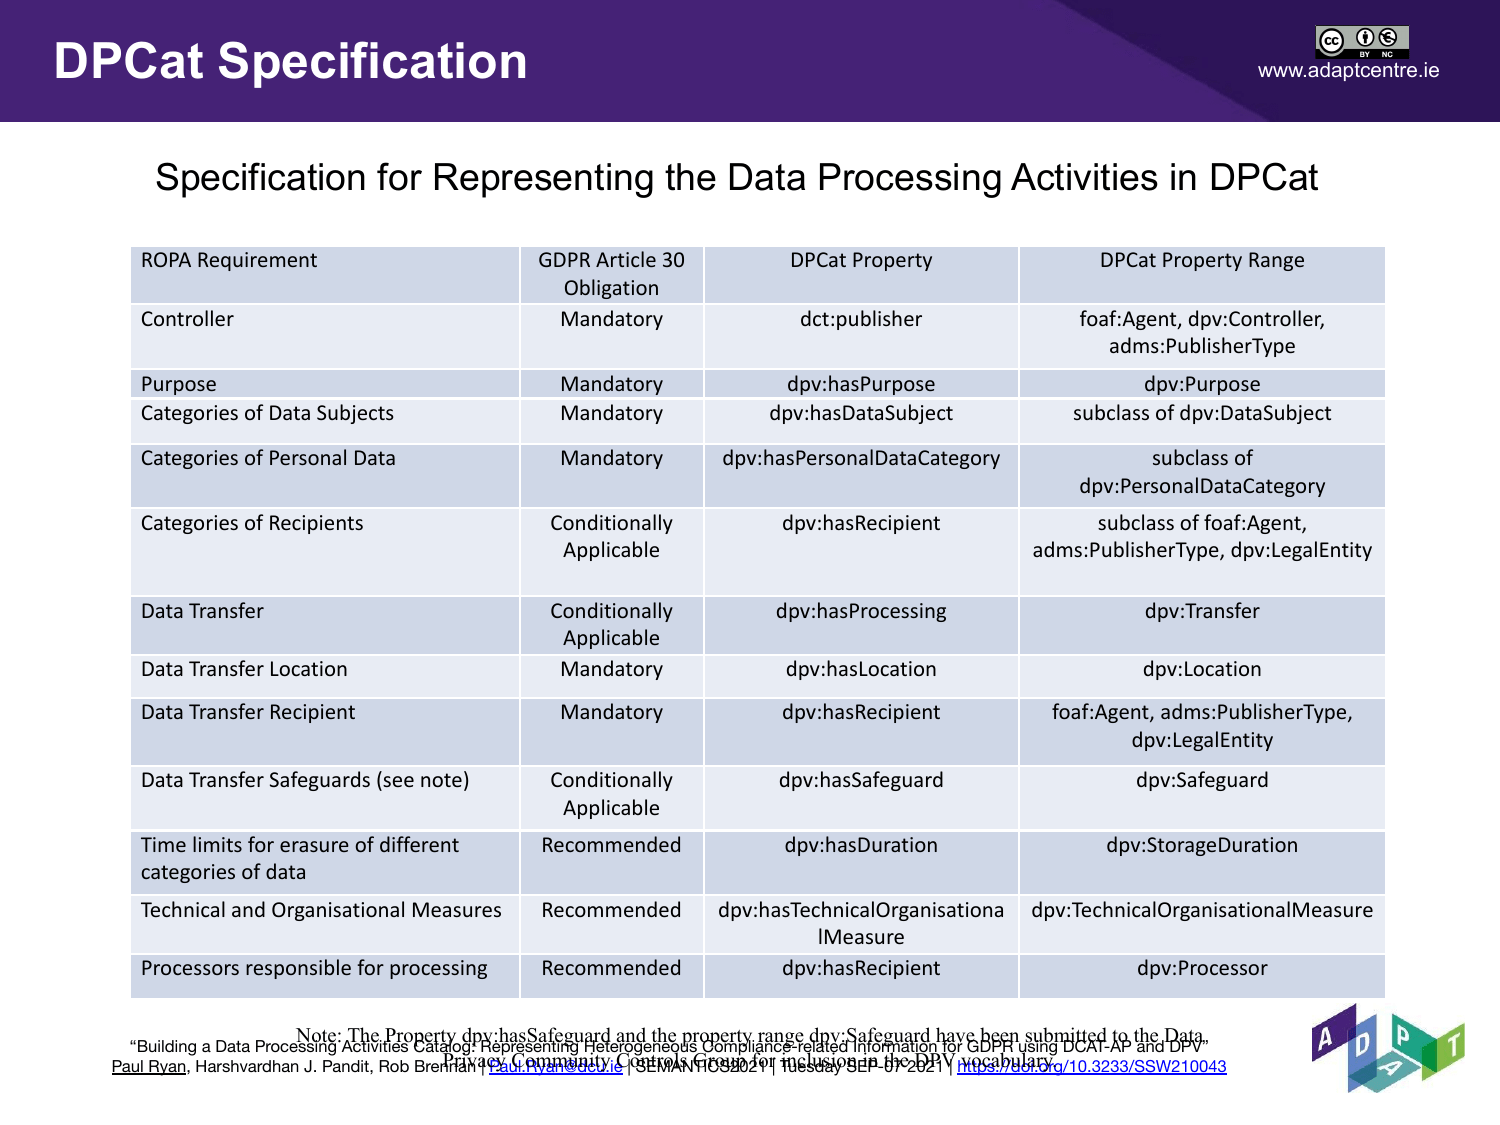 DPCat Specification
cc BY NC
www.adaptcentre.ie
Specification for Representing the Data Processing Activities in DPCat
ROPA Requirement
GDPR Article 30
Obligation
DPCat Property
DPCat Property Range
Controller
Mandatory
dct:publisher
foaf:Agent, dpv:Controller,
adms:PublisherType
Purpose
Mandatory
dpv:hasPurpose
dpv:Purpose
Categories of Data Subjects
Mandatory
dpv:hasDataSubject
subclass of dpv:DataSubject
Categories of Personal Data
Mandatory
dpv:hasPersonalDataCategory
subclass of
dpv:PersonalDataCategory
Categories of Recipients
Conditionally
Applicable
dpv:hasRecipient
subclass of foaf:Agent,
adms:PublisherType, dpv:LegalEntity
Data Transfer
Conditionally
Applicable
dpv:hasProcessing
dpv:Transfer
Data Transfer Location
Mandatory
dpv:hasLocation
dpv:Location
Data Transfer Recipient
Mandatory
dpv:hasRecipient
foaf:Agent, adms:PublisherType,
dpv:LegalEntity
Data Transfer Safeguards (see note)
Conditionally
Applicable
dpv:hasSafeguard
dpv:Safeguard
Time limits for erasure of different
categories of data
Recommended
dpv:hasDuration
dpv:StorageDuration
Technical and Organisational Measures
Recommended
dpv:hasTechnicalOrganisationa
lMeasure
dpv:TechnicalOrganisationalMeasure
Processors responsible for processing
Recommended
dpv:hasRecipient
dpv:Processor
Note: The Property dpv:hasSafeguard and the property range dpv:Safeguard have been submitted to the Data
Privacy Community Controls Group for inclusion in the DPV vocabulary.
“Building a Data Processing Activities Catalog: Representing Heterogeneous Compliance-related Information for GDPR using DCAT-AP and DPV”
Paul Ryan, Harshvardhan J. Pandit, Rob Brennan | Paul.Ryan@dcu.ie | SEMANTICS2021 | Tuesday SEP-07 2021 | https://doi.org/10.3233/SSW210043
ADAPT